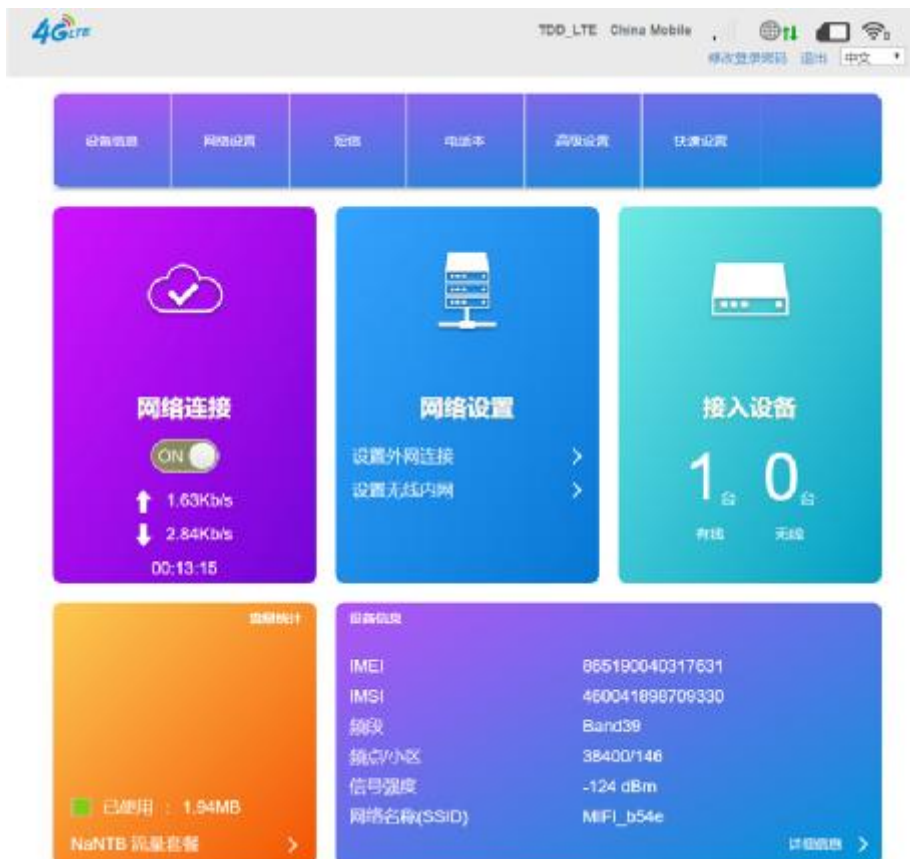 4G LTE
TDD_LTE China Mobile
修改登录密码 退出 中文
设备信息 网络设置 短信 电话本 高级设置 快速设置
网络连接
ON
1.63Kb/s
2.84Kb/s
00:13:15
网络设置
设置外网连接
设置无线内网
接入设备
1台 0台
有线 无线
流量统计
已使用 : 1.94MB
NaNTB 流量套餐
设备信息
IMEI 865190040317631
IMSI 460041898709330
频段 Band39
频点/小区 38400/146
信号强度 -124 dBm
网络名称(SSID) MIFI_b54e
详细信息